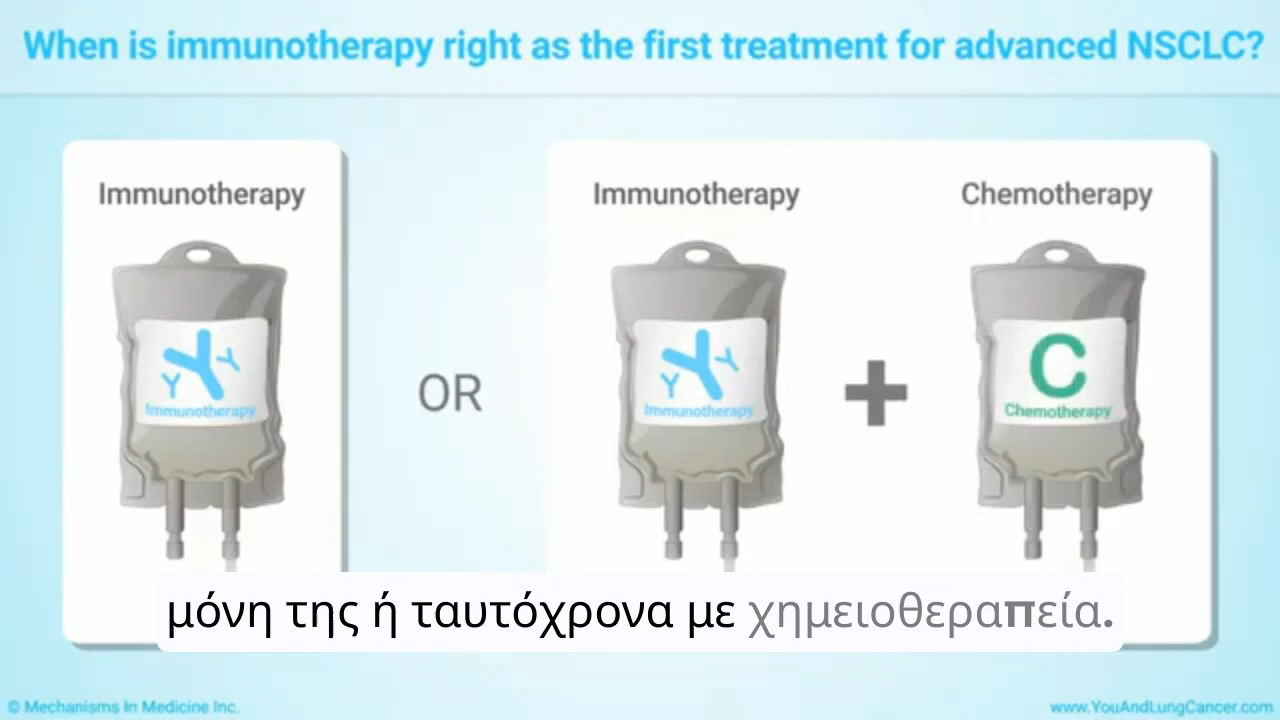 When is immunotherapy right as the first treatment for advanced NSCLC?
Immunotherapy
Immunotherapy
OR
Immunotherapy
Immunotherapy
+
Chemotherapy
C
Chemotherapy
μόνη της ή ταυτόχρονα με χημειοθεραπεία.
© Mechanisms In Medicine Inc.
www.YouAndLungCancer.com